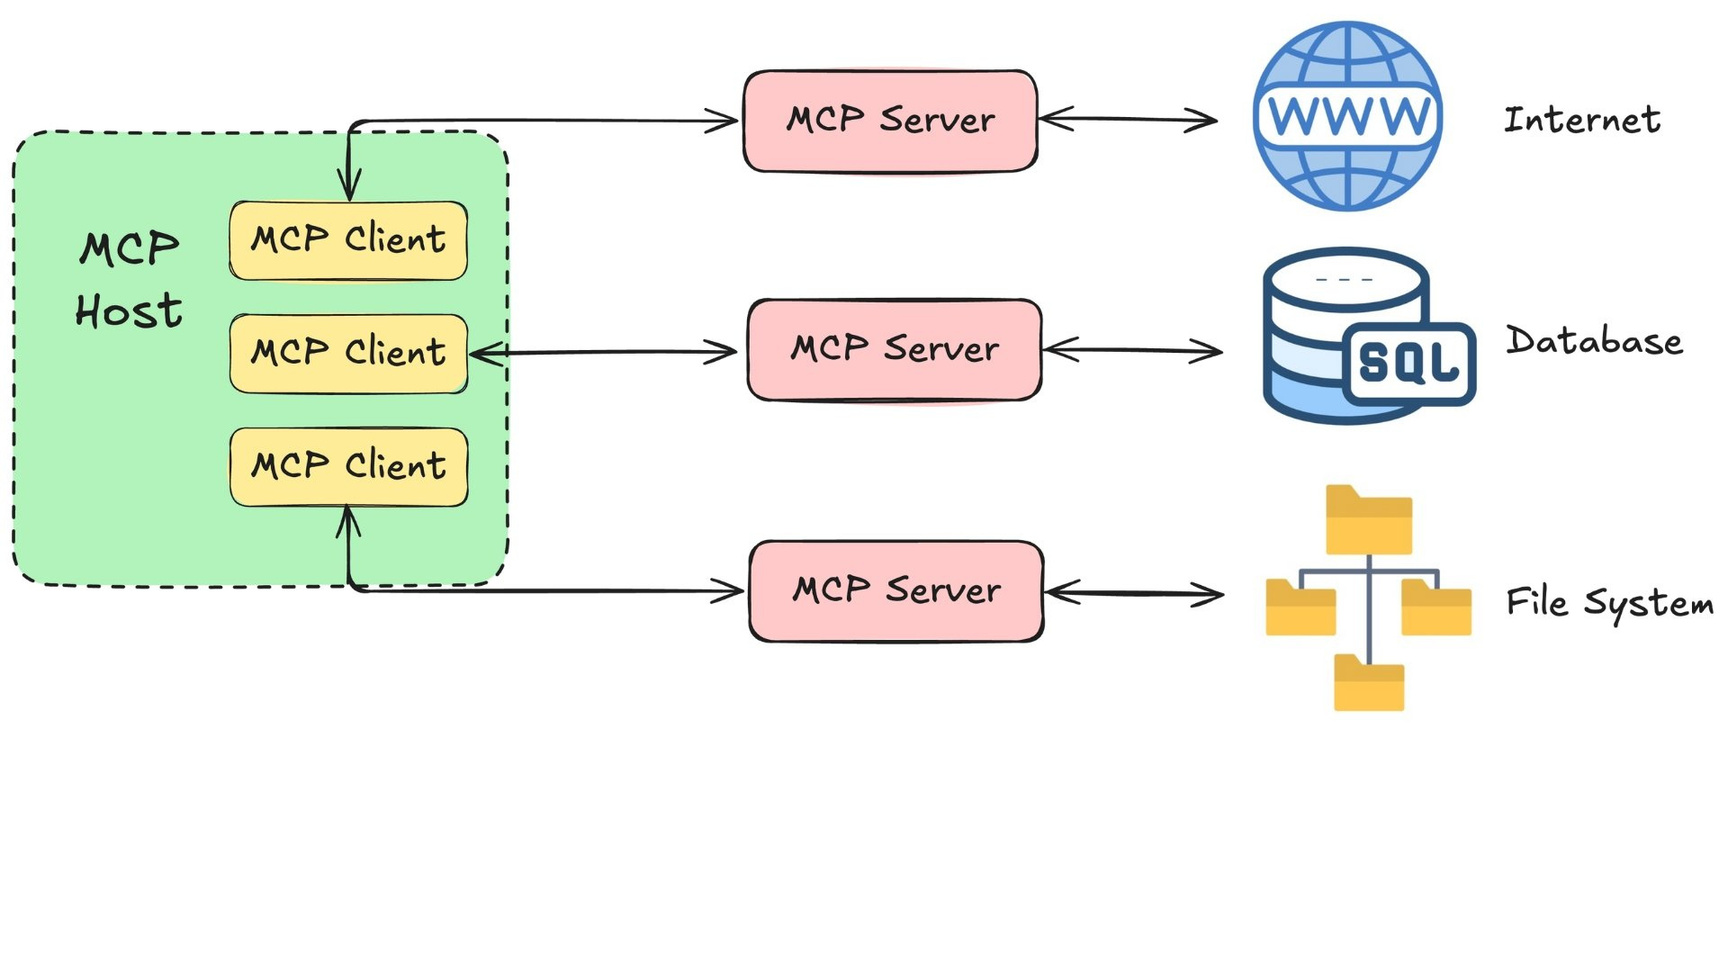 MCP Server
WWW
Internet
MCP
Host
MCP Client
MCP Client
MCP Server
SQL
Database
MCP Client
MCP Server
File System